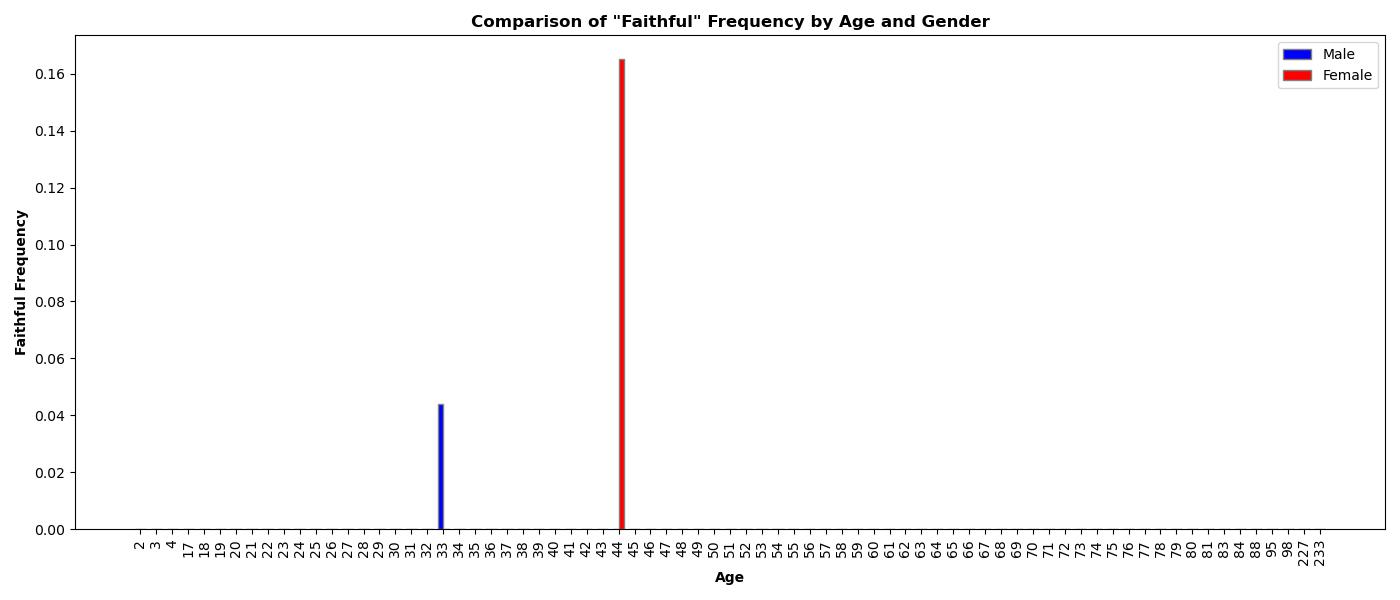 Comparison of "Faithful" Frequency by Age and Gender
Male
Female
Faithful Frequency
0.16
0.14
0.12
0.10
0.08
0.06
0.04
0.02
0.00
2 3 4 17 18 19 20 21 22 23 24 25 26 27 28 29 30 31 32 33 34 35 36 37 38 39 40 41 42 43 44 45 46 47 48 49 50 51 52 53 54 55 56 57 58 59 60 61 62 63 64 65 66 67 68 69 70 71 72 73 74 75 76 77 78 79 80 81 83 84 88 95 98 227 233
Age